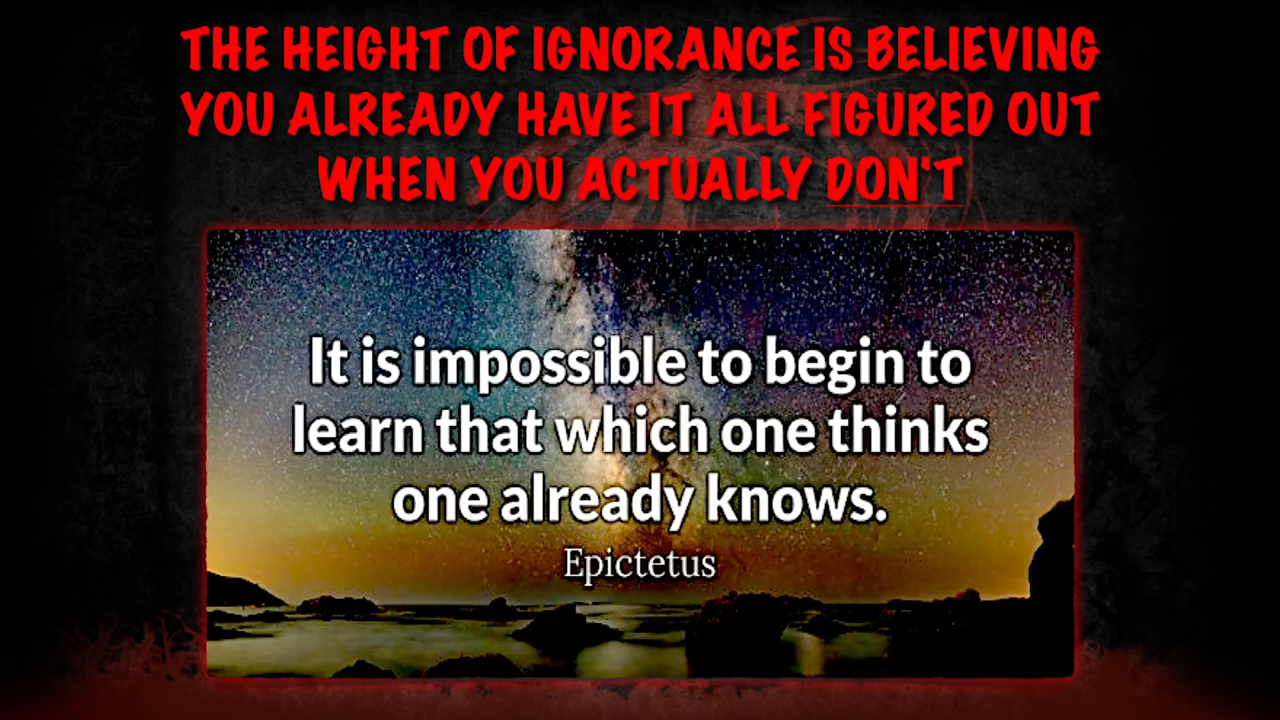 THE HEIGHT OF IGNORANCE IS BELIEVING
YOU ALREADY HAVE IT ALL FIGURED OUT
WHEN YOU ACTUALLY DON'T
It is impossible to begin to
learn that which one thinks
one already knows.
Epictetus